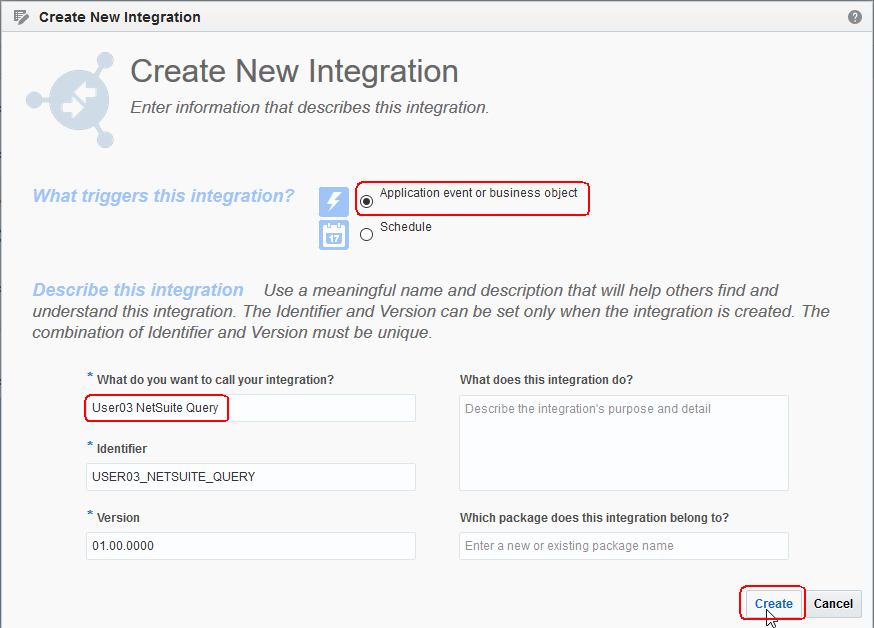 Create New Integration
Create New Integration
Enter information that describes this integration.
What triggers this integration?
Application event or business object
17
Schedule
Describe this integration Use a meaningful name and description that will help others find and
understand this integration. The Identifier and Version can be set only when the integration is created. The
combination of Identifier and Version must be unique.
* What do you want to call your integration?
User03 NetSuite Query
* Identifier
USER03_NETSUITE_QUERY
* Version
01.00.0000
What does this integration do?
Describe the integration's purpose and detail
Which package does this integration belong to?
Enter a new or existing package name
Create Cancel